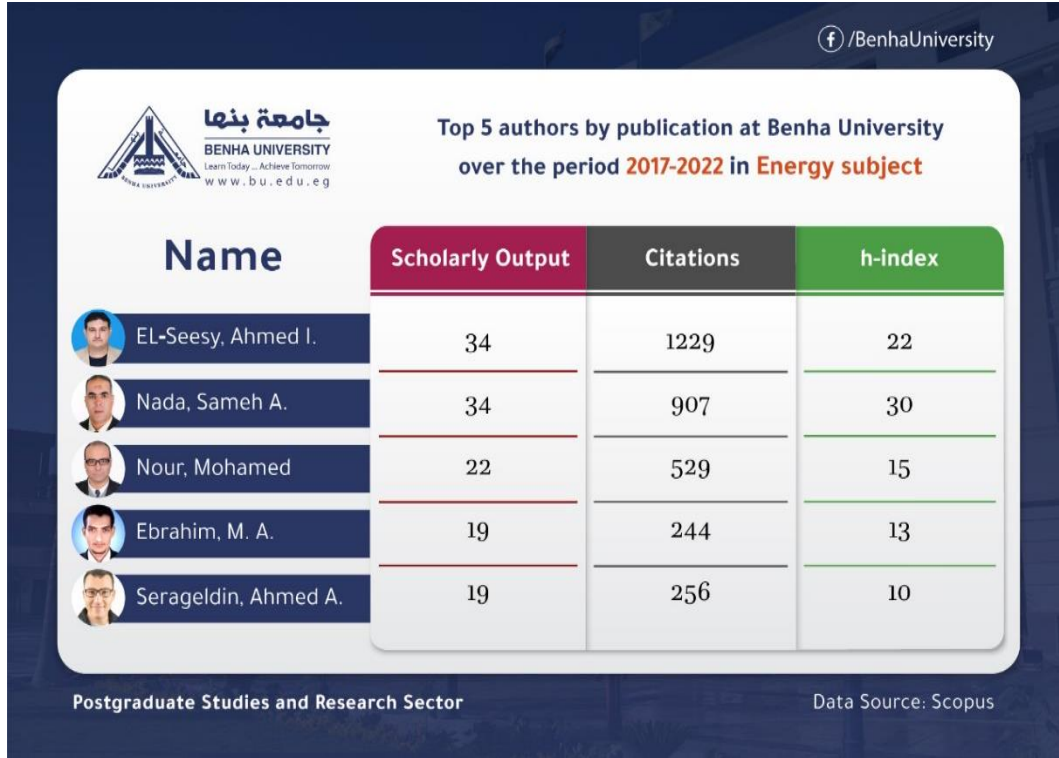 /BenhaUniversity
جامعة بنها
BENHA UNIVERSITY
Learn Today ... Achieve Tomorrow
www.bu.edu.eg
BENHA UNIVERSITY
Top 5 authors by publication at Benha University
over the period 2017-2022 in Energy subject
Name Scholarly Output Citations h-index
EL-Seesy, Ahmed I. 34 1229 22
Nada, Sameh A. 34 907 30
Nour, Mohamed 22 529 15
Ebrahim, M. A. 19 244 13
Serageldin, Ahmed A. 19 256 10
Postgraduate Studies and Research Sector
Data Source: Scopus